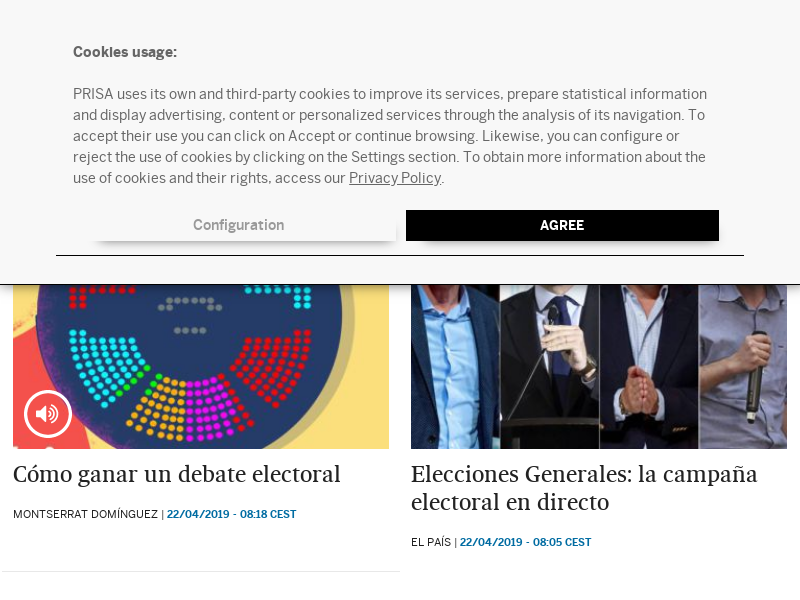 Cookies usage:
PRISA uses its own and third-party cookies to improve its services, prepare statistical information
and display advertising, content or personalized services through the analysis of its navigation. To
accept their use you can click on Accept or continue browsing. Likewise, you can configure or
reject the use of cookies by clicking on the Settings section. To obtain more information about the
use of cookies and their rights, access our Privacy Policy.
Configuration
AGREE
Cómo ganar un debate electoral
MONTSERRAT DOMÍNGUEZ | 22/04/2019 - 08:18 CEST
Elecciones Generales: la campaña
electoral en directo
EL PAÍS | 22/04/2019 - 08:05 CEST